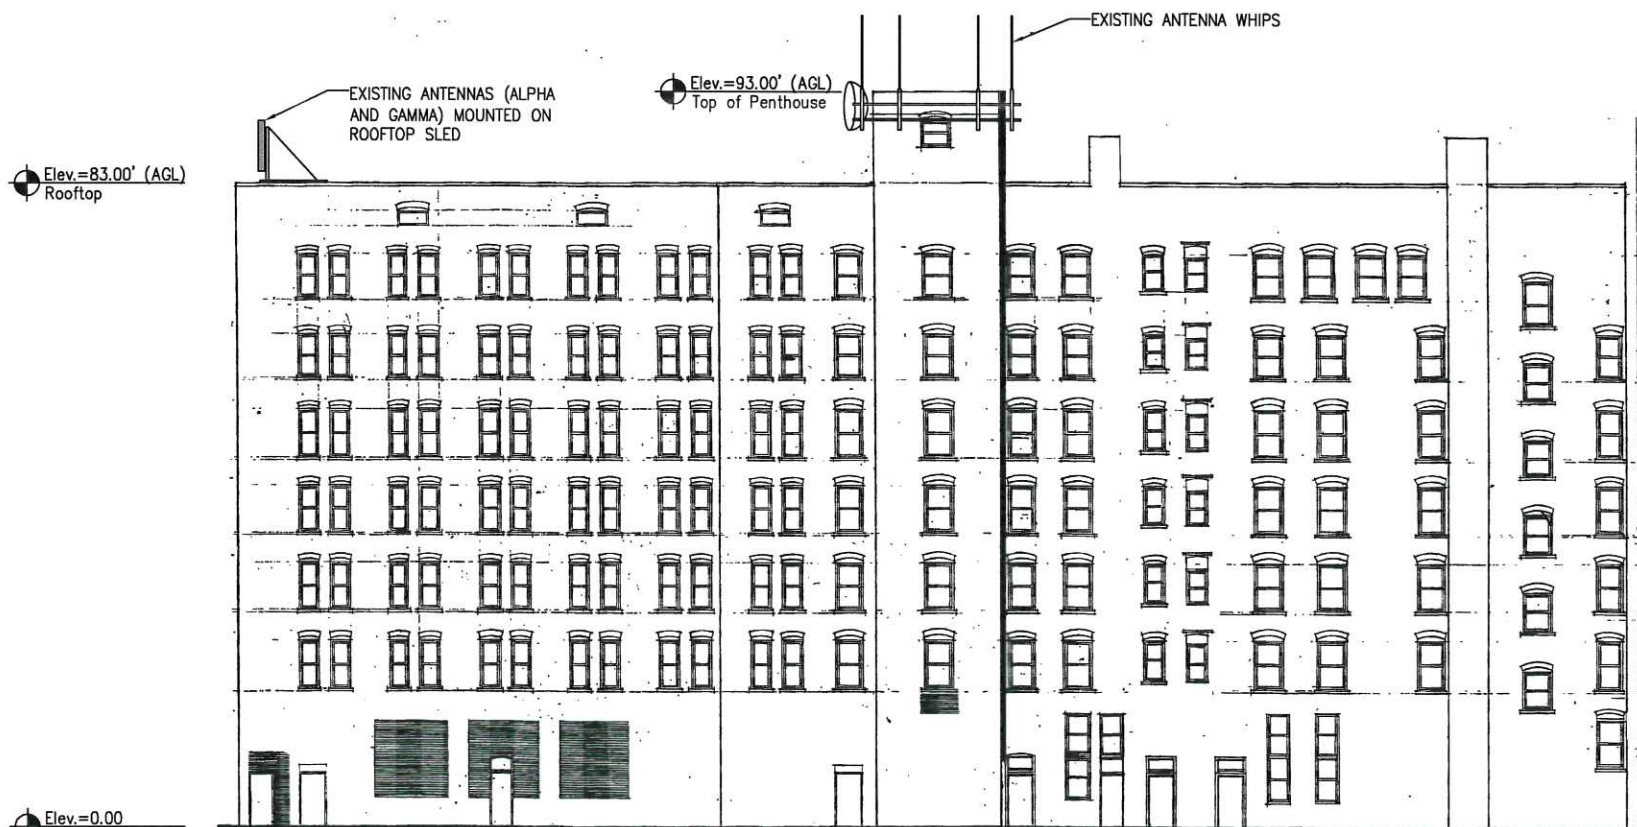 EXISTING ANTENNA WHIPS
Elev.=93.00' (AGL)
Top of Penthouse
EXISTING ANTENNAS (ALPHA
AND GAMMA) MOUNTED ON
ROOFTOP SLED
Elev.=83.00' (AGL)
Rooftop
Elev.=0.00